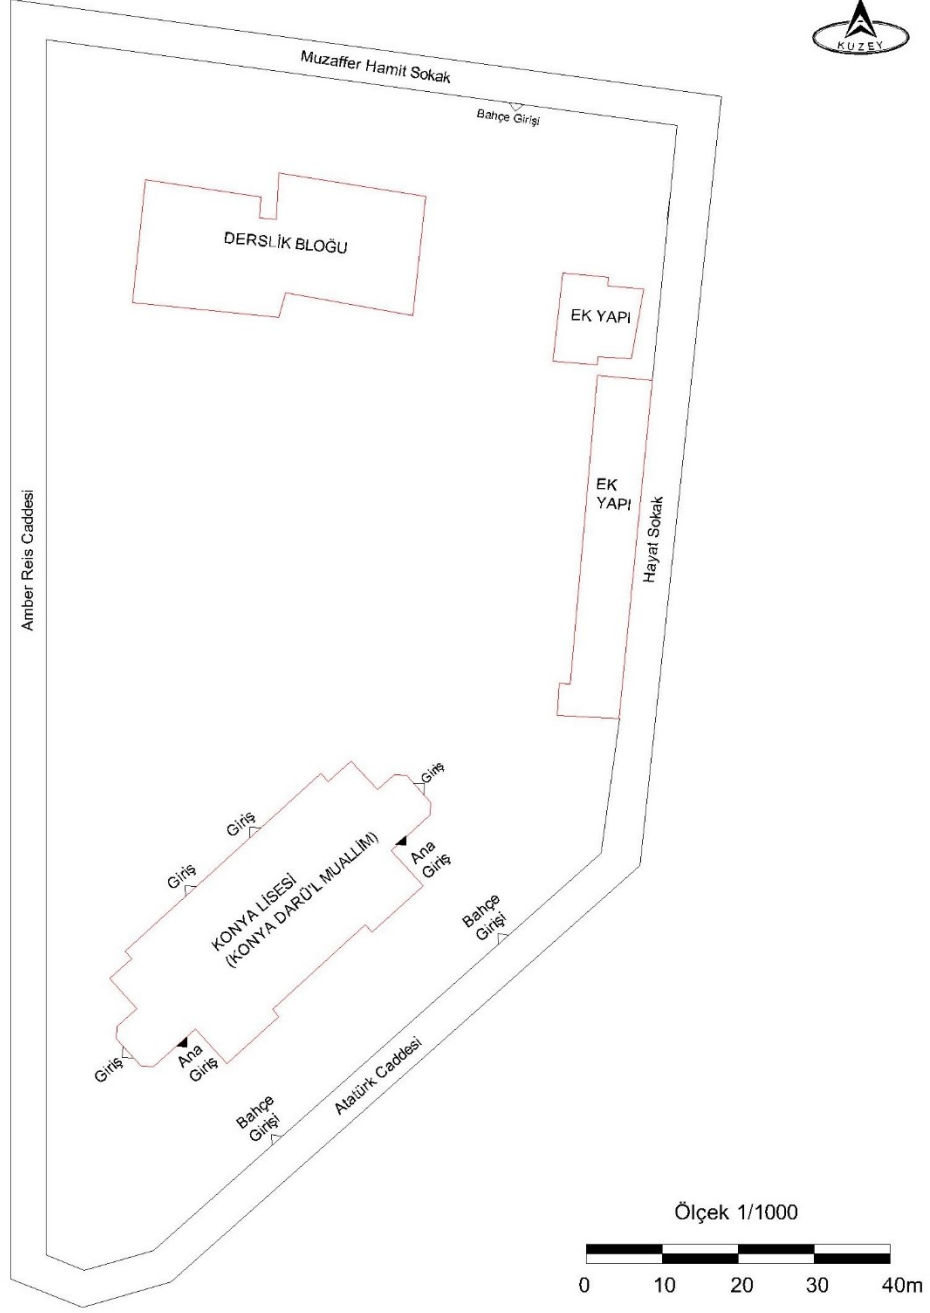 KUZEY
Muzaffer Hamit Sokak
Bahçe Girişi
DERSLİK BLOĞU
EK YAPI
EK
YAPI
Amber Reis Caddesi
Hayat Sokak
Giriş
Giriş
Giriş
Ana
Giriş
KONYA LİSESİ
(KONYA DARÜ'L MUALLİM)
Bahçe
Girişi
Giriş
Ana
Giriş
Atatürk Caddesi
Bahçe
Girişi
Ölçek 1/1000
0 10 20 30 40m